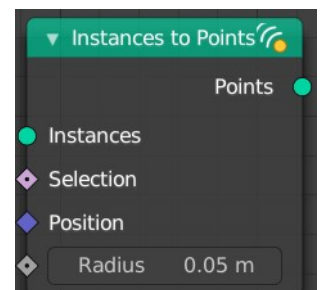 Instances to Points
Points
Instances
Selection
Position
Radius 0.05 m